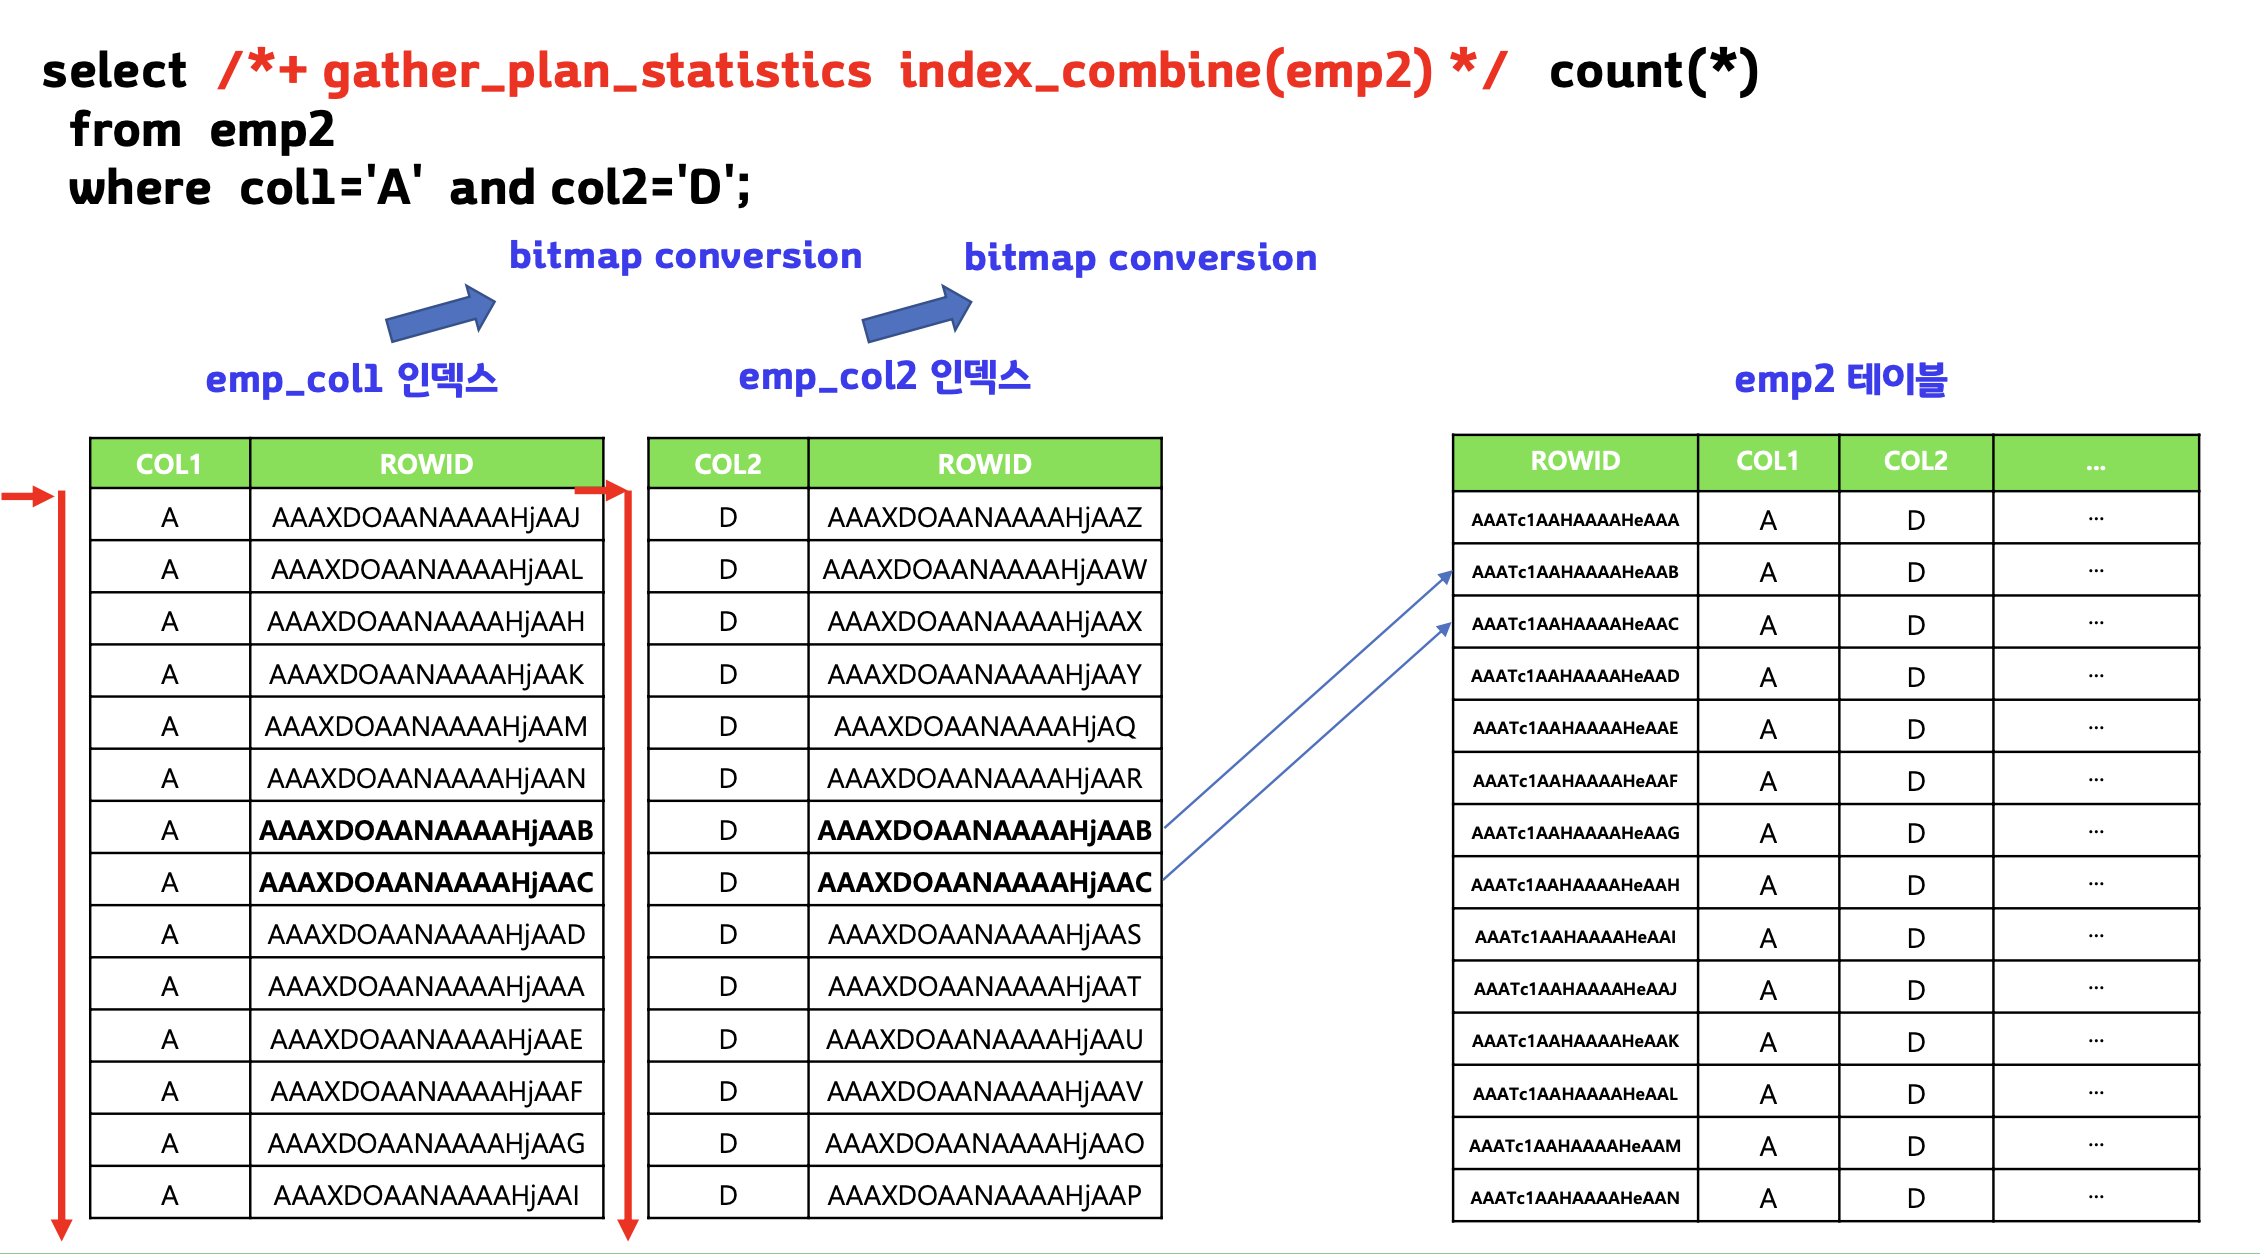 select /*+ gather_plan_statistics index_combine(emp2) */ count(*)
from emp2
where col1='A' and col2='D';
bitmap conversion
bitmap conversion
emp_col1 인덱스
emp_col2 인덱스
emp2 테이블
COL1 ROWID
A AAAXDOAANAAAAHjAAJ
A AAAXDOAANAAAAHjAAL
A AAAXDOAANAAAAHjAAH
A AAAXDOAANAAAAHjAAK
A AAAXDOAANAAAAHjAAM
A AAAXDOAANAAAAHjAAN
A AAAXDOAANAAAAHjAAB
A AAAXDOAANAAAAHjAAC
A AAAXDOAANAAAAHjAAD
A AAAXDOAANAAAAHjAAA
A AAAXDOAANAAAAHjAAE
A AAAXDOAANAAAAHjAAF
A AAAXDOAANAAAAHjAAG
A AAAXDOAANAAAAHjAAI
COL2 ROWID
D AAAXDOAANAAAAHjAAZ
D AAAXDOAANAAAAHjAAW
D AAAXDOAANAAAAHjAAX
D AAAXDOAANAAAAHjAAY
D AAAXDOAANAAAAHjAQ
D AAAXDOAANAAAAHjAAR
D AAAXDOAANAAAAHjAAB
D AAAXDOAANAAAAHjAAC
D AAAXDOAANAAAAHjAAS
D AAAXDOAANAAAAHjAAT
D AAAXDOAANAAAAHjAAU
D AAAXDOAANAAAAHjAAV
D AAAXDOAANAAAAHjAAO
D AAAXDOAANAAAAHjAAP
ROWID COL1 COL2 ...
AAATc1AAHAAAAHeAAA A D ...
AAATc1AAHAAAAHeAAB A D ...
AAATc1AAHAAAAHeAAC A D ...
AAATc1AAHAAAAHeAAD A D ...
AAATc1AAHAAAAHeAAE A D ...
AAATc1AAHAAAAHeAAF A D ...
AAATc1AAHAAAAHeAAG A D ...
AAATc1AAHAAAAHeAAH A D ...
AAATc1AAHAAAAHeAAI A D ...
AAATc1AAHAAAAHeAAJ A D ...
AAATc1AAHAAAAHeAAK A D ...
AAATc1AAHAAAAHeAAL A D ...
AAATc1AAHAAAAHeAAM A D ...
AAATc1AAHAAAAHeAAN A D ...